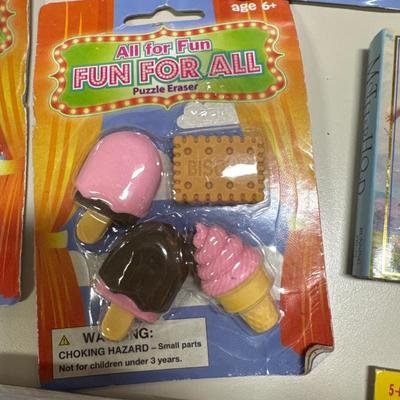 age 6+
All for Fun
FUN FOR ALL
Puzzle Eraser
WARNING:
CHOKING HAZARD – Small parts
Not for children under 3 years.